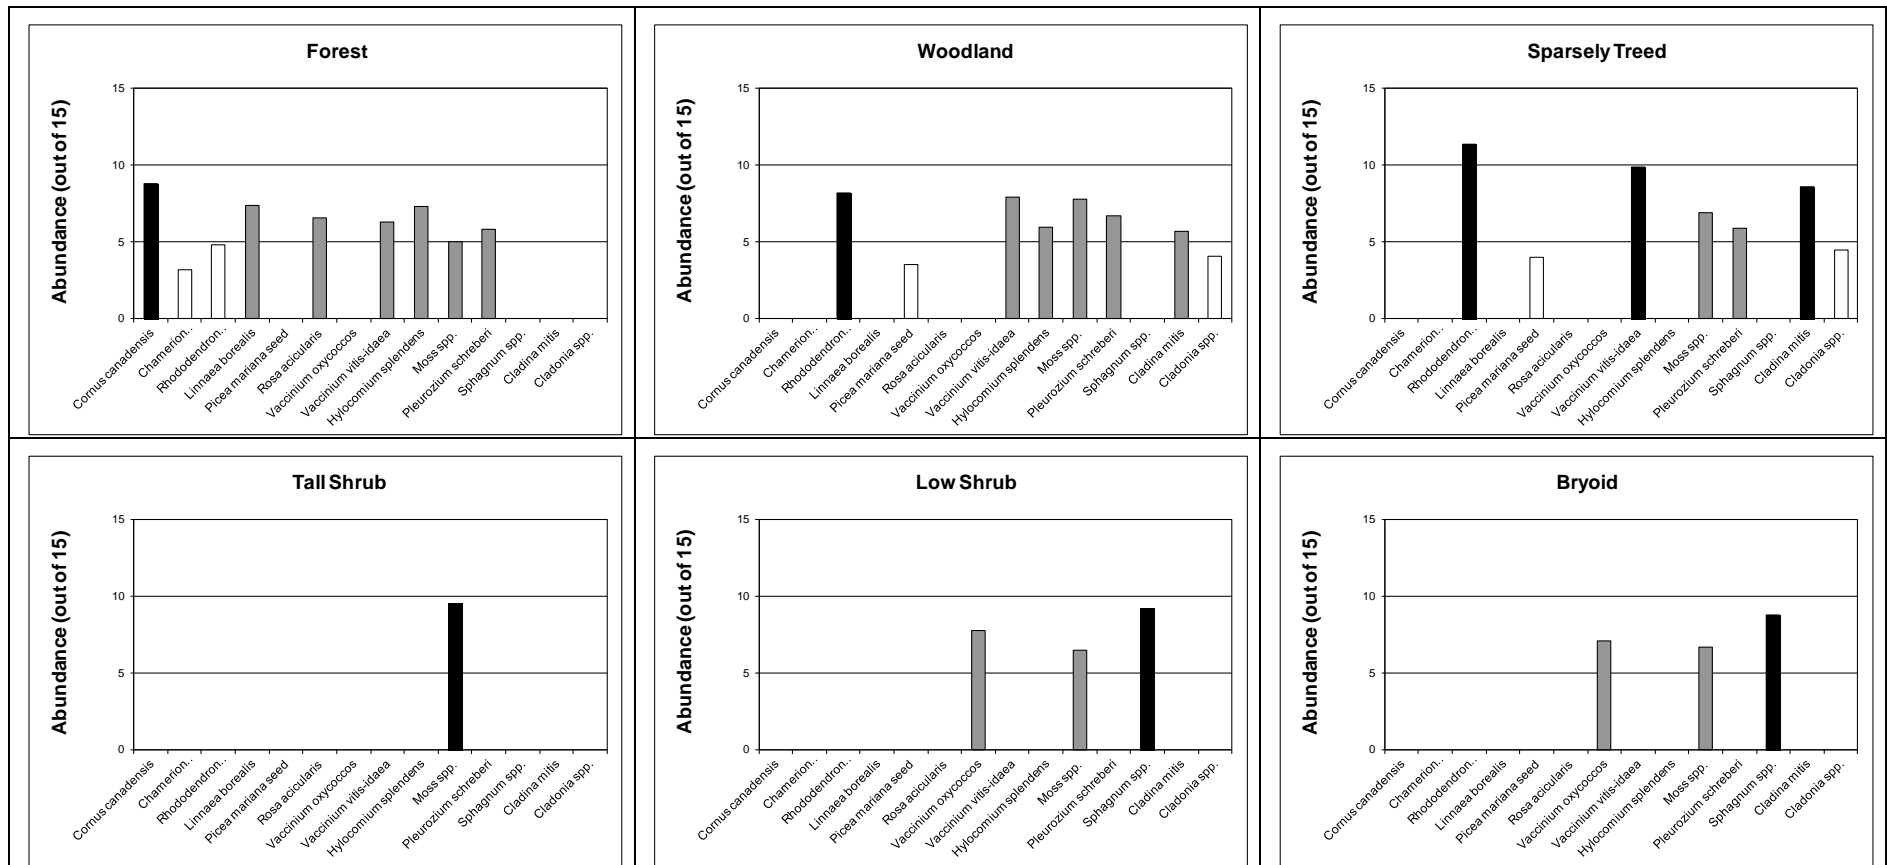 Forest
Abundance (out of 15)
15
10
5
0
Cornus canadensis
Chamerion..
Rhododendron..
Linnaea borealis
Picea mariana seed
Rosa acicularis
Vaccinium oxycoccos
Vaccinium vitis-idaea
Hylocomium splendens
Moss spp.
Pleurozium schreberi
Sphagnum spp.
Cladina mitis
Cladonia spp.
Woodland
Abundance (out of 15)
15
10
5
0
Cornus canadensis
Chamerion..
Rhododendron..
Linnaea borealis
Picea mariana seed
Rosa acicularis
Vaccinium oxycoccos
Vaccinium vitis-idaea
Hylocomium splendens
Moss spp.
Pleurozium schreberi
Sphagnum spp.
Cladina mitis
Cladonia spp.
Sparsely Treed
Abundance (out of 15)
15
10
5
0
Cornus canadensis
Chamerion..
Rhododendron..
Linnaea borealis
Picea mariana seed
Rosa acicularis
Vaccinium oxycoccos
Vaccinium vitis-idaea
Hylocomium splendens
Moss spp.
Pleurozium schreberi
Sphagnum spp.
Cladina mitis
Cladonia spp.
Tall Shrub
Abundance (out of 15)
15
10
5
0
Cornus canadensis
Chamerion..
Rhododendron..
Linnaea borealis
Picea mariana seed
Rosa acicularis
Vaccinium oxycoccos
Vaccinium vitis-idaea
Hylocomium splendens
Moss spp.
Pleurozium schreberi
Sphagnum spp.
Cladina mitis
Cladonia spp.
Low Shrub
Abundance (out of 15)
15
10
5
0
Cornus canadensis
Chamerion..
Rhododendron..
Linnaea borealis
Picea mariana seed
Rosa acicularis
Vaccinium oxycoccos
Vaccinium vitis-idaea
Hylocomium splendens
Moss spp.
Pleurozium schreberi
Sphagnum spp.
Cladina mitis
Cladonia spp.
Bryoid
Abundance (out of 15)
15
10
5
0
Cornus canadensis
Chamerion..
Rhododendron..
Linnaea borealis
Picea mariana seed
Rosa acicularis
Vaccinium oxycoccos
Vaccinium vitis-idaea
Hylocomium splendens
Moss spp.
Pleurozium schreberi
Sphagnum spp.
Cladina mitis
Cladonia spp.